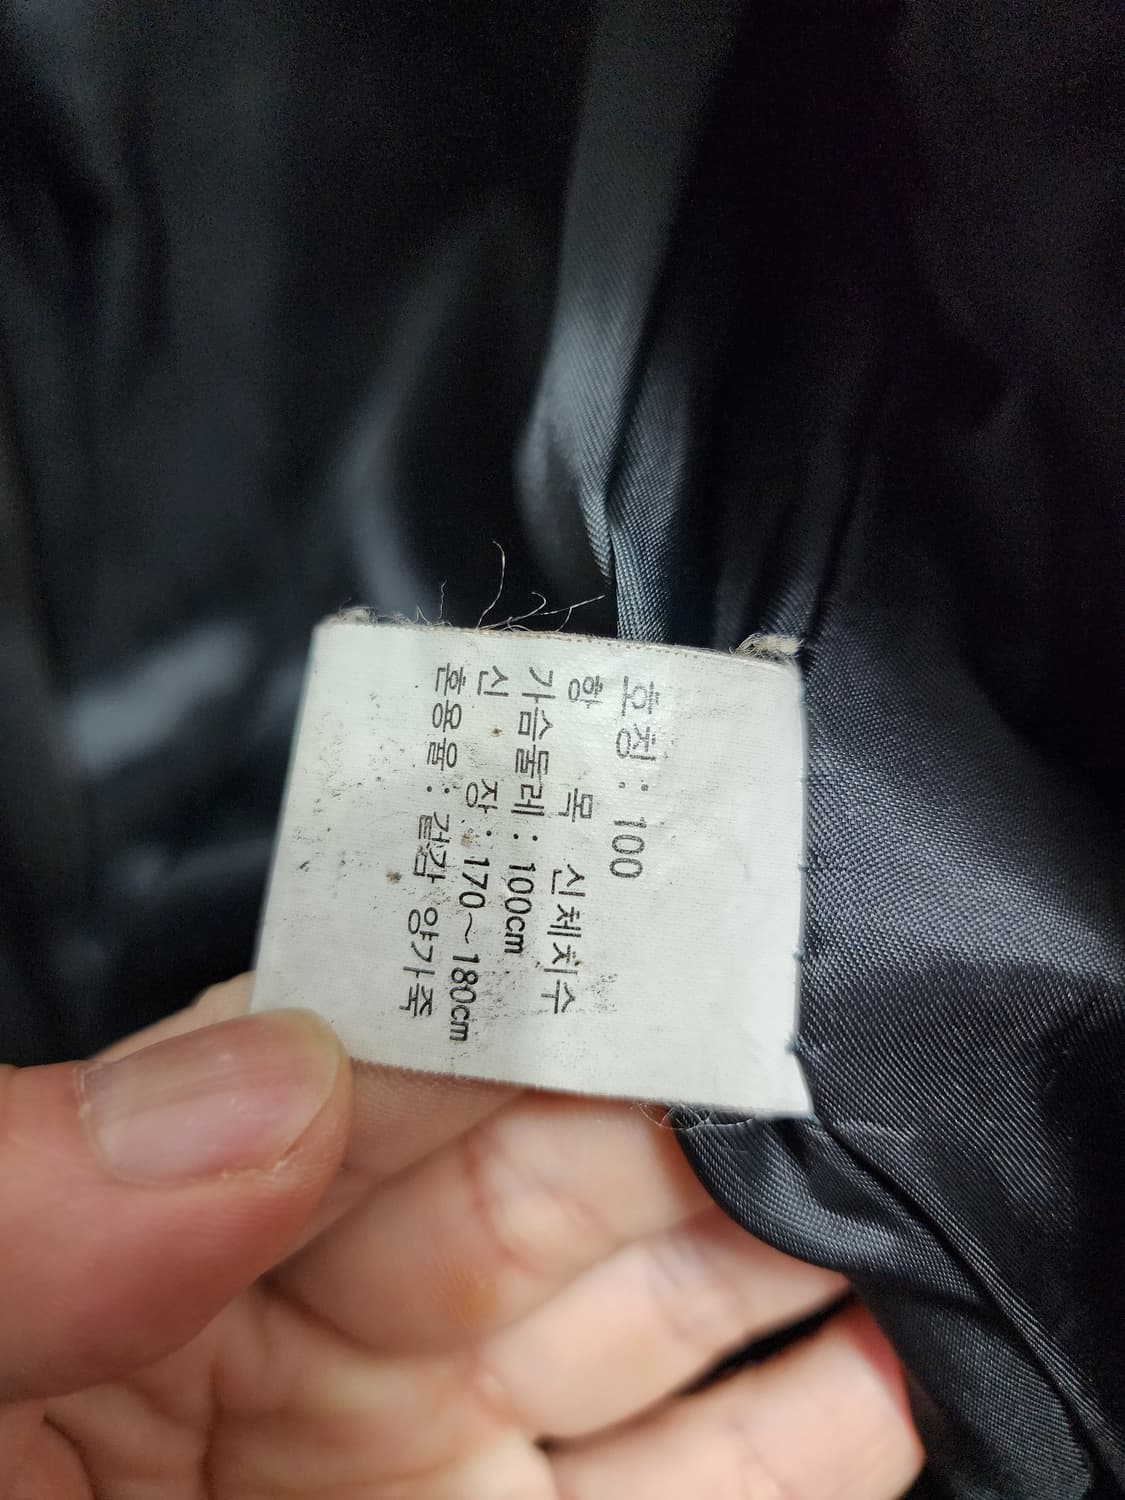 호칭 : 100
항 목 신체치수
가슴둘레 : 100cm
신 장 : 170~180cm
혼용율 : 겉감 양가죽